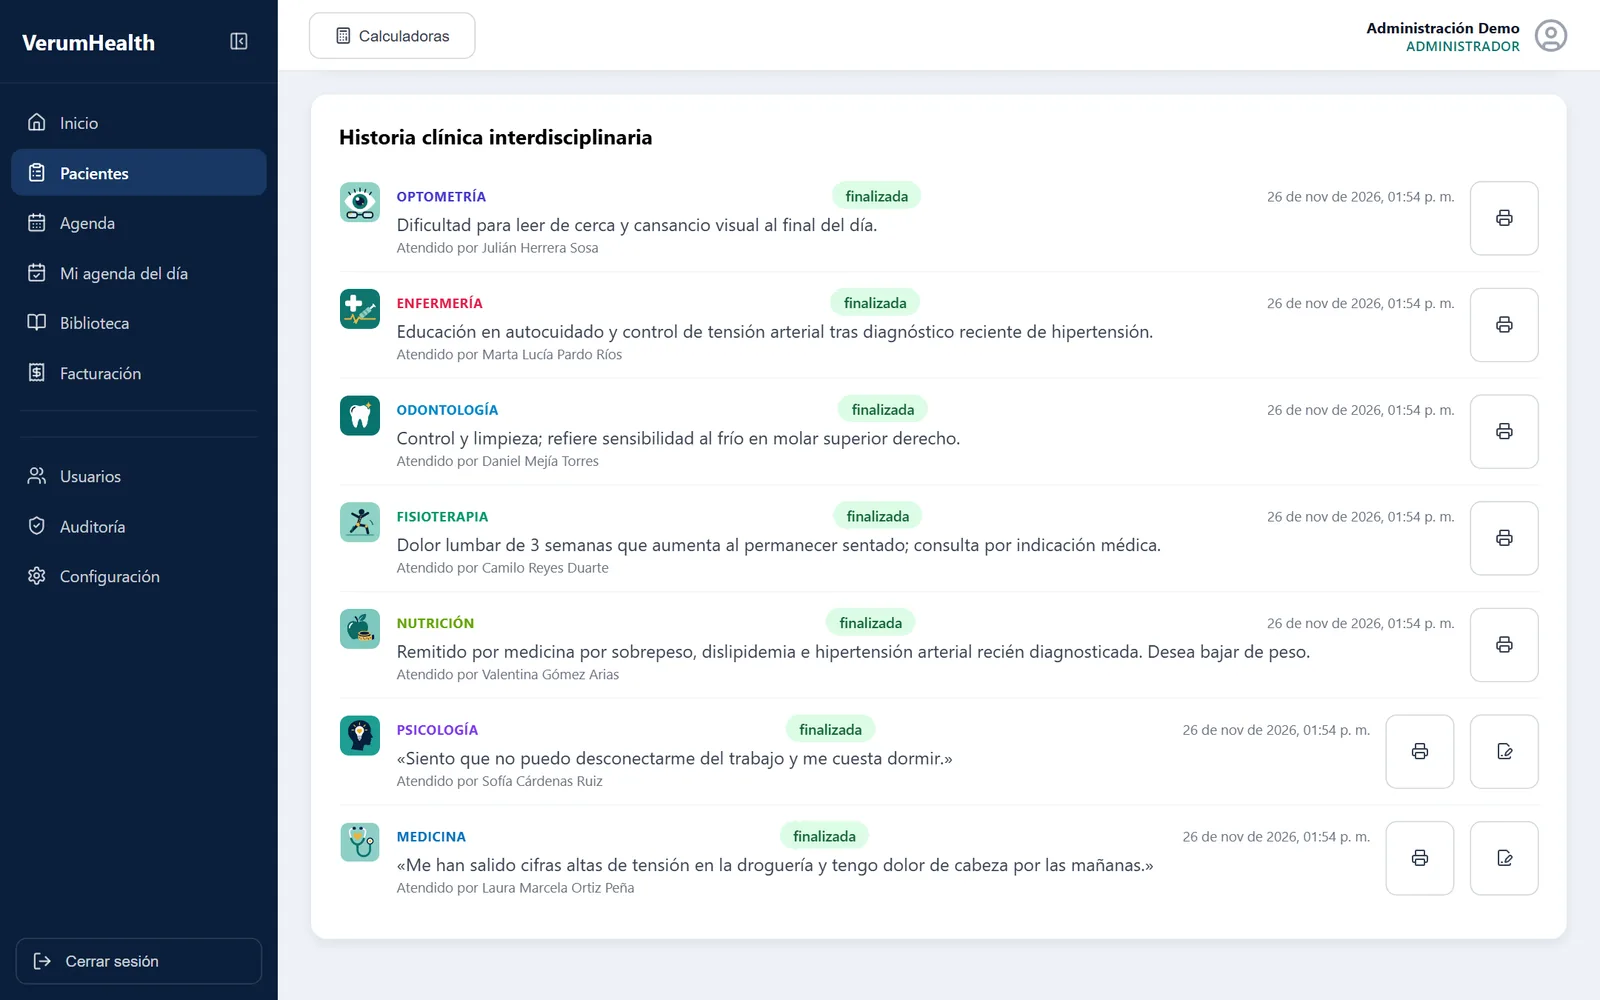 VerumHealth
Calculadoras
Administración Demo
ADMINISTRADOR
Inicio
Pacientes
Agenda
Mi agenda del día
Biblioteca
Facturación
Usuarios
Auditoría
Configuración
Cerrar sesión
Historia clínica interdisciplinaria
OPTOMETRÍA finalizada 26 de nov de 2026, 01:54 p. m.
Dificultad para leer de cerca y cansancio visual al final del día.
Atendido por Julián Herrera Sosa
ENFERMERÍA finalizada 26 de nov de 2026, 01:54 p. m.
Educación en autocuidado y control de tensión arterial tras diagnóstico reciente de hipertensión.
Atendido por Marta Lucía Pardo Ríos
ODONTOLOGÍA finalizada 26 de nov de 2026, 01:54 p. m.
Control y limpieza; refiere sensibilidad al frío en molar superior derecho.
Atendido por Daniel Mejía Torres
FISIOTERAPIA finalizada 26 de nov de 2026, 01:54 p. m.
Dolor lumbar de 3 semanas que aumenta al permanecer sentado; consulta por indicación médica.
Atendido por Camilo Reyes Duarte
NUTRICIÓN finalizada 26 de nov de 2026, 01:54 p. m.
Remitido por medicina por sobrepeso, dislipidemia e hipertensión arterial recién diagnosticada. Desea bajar de peso.
Atendido por Valentina Gómez Arias
PSICOLOGÍA finalizada 26 de nov de 2026, 01:54 p. m.
«Siento que no puedo desconectarme del trabajo y me cuesta dormir.»
Atendido por Sofía Cárdenas Ruiz
MEDICINA finalizada 26 de nov de 2026, 01:54 p. m.
«Me han salido cifras altas de tensión en la droguería y tengo dolor de cabeza por las mañanas.»
Atendido por Laura Marcela Ortiz Peña